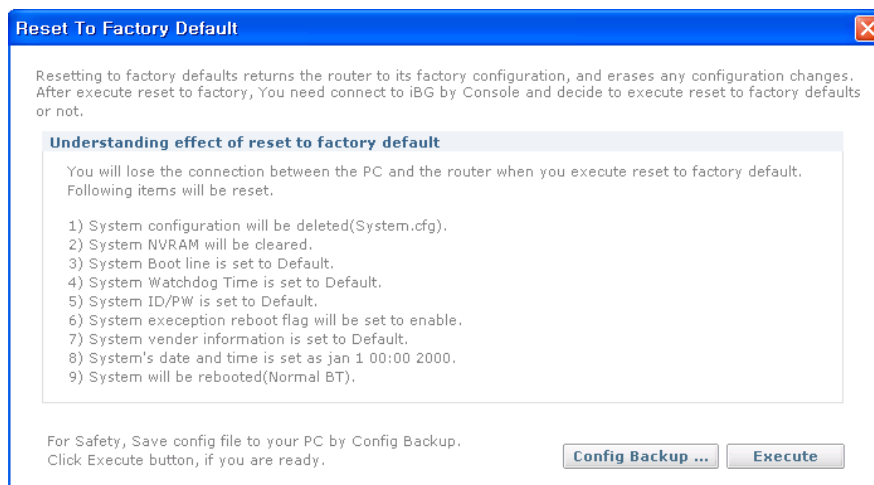 Reset To Factory Default
Resetting to factory defaults returns the router to its factory configuration, and erases any configuration changes.
After execute reset to factory, You need connect to iBG by Console and decide to execute reset to factory defaults
or not.
Understanding effect of reset to factory default
You will lose the connection between the PC and the router when you execute reset to factory default.
Following items will be reset.
1) System configuration will be deleted(System.cfg).
2) System NVRAM will be cleared.
3) System Boot line is set to Default.
4) System Watchdog Time is set to Default.
5) System ID/PW is set to Default.
6) System exeception reboot flag will be set to enable.
7) System vender information is set to Default.
8) System's date and time is set as jan 1 00:00 2000.
9) System will be rebooted(Normal BT).
For Safety, Save config file to your PC by Config Backup.
Click Execute button, if you are ready.
Config Backup ...
Execute